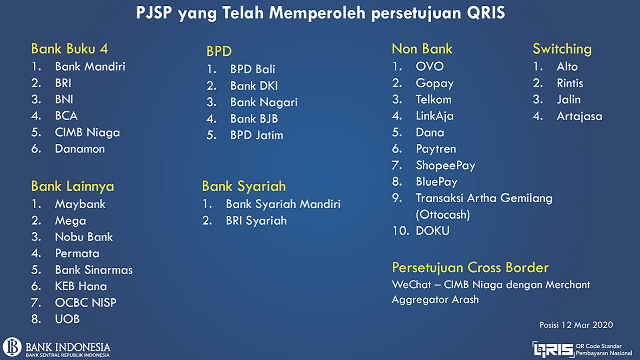 PJSP yang Telah Memperoleh persetujuan QRIS
Bank Buku 4
1. Bank Mandiri
2. BRI
3. BNI
4. BCA
5. CIMB Niaga
6. Danamon
BPD
1. BPD Bali
2. Bank DKI
3. Bank Nagari
4. Bank BJB
5. BPD Jatim
Non Bank
1. OVO
2. Gopay
3. Telkom
4. LinkAja
5. Dana
6. Paytren
7. ShopeePay
8. BluePay
9. Transaksi Artha Gemilang
(Ottocash)
10. DOKU
Switching
1. Alto
2. Rintis
3. Jalin
4. Artajasa
Bank Lainnya
1. Maybank
2. Mega
3. Nobu Bank
4. Permata
5. Bank Sinarmas
6. KEB Hana
7. OCBC NISP
8. UOB
Bank Syariah
1. Bank Syariah Mandiri
2. BRI Syariah
Persetujuan Cross Border
WeChat – CIMB Niaga dengan Merchant
Aggregator Arash
Posisi 12 Mar 2020
BANK INDONESIA
BANK SENTRAL REPUBLIK INDONESIA
QRIS
QR Code Standar
Pembayaran Nasional